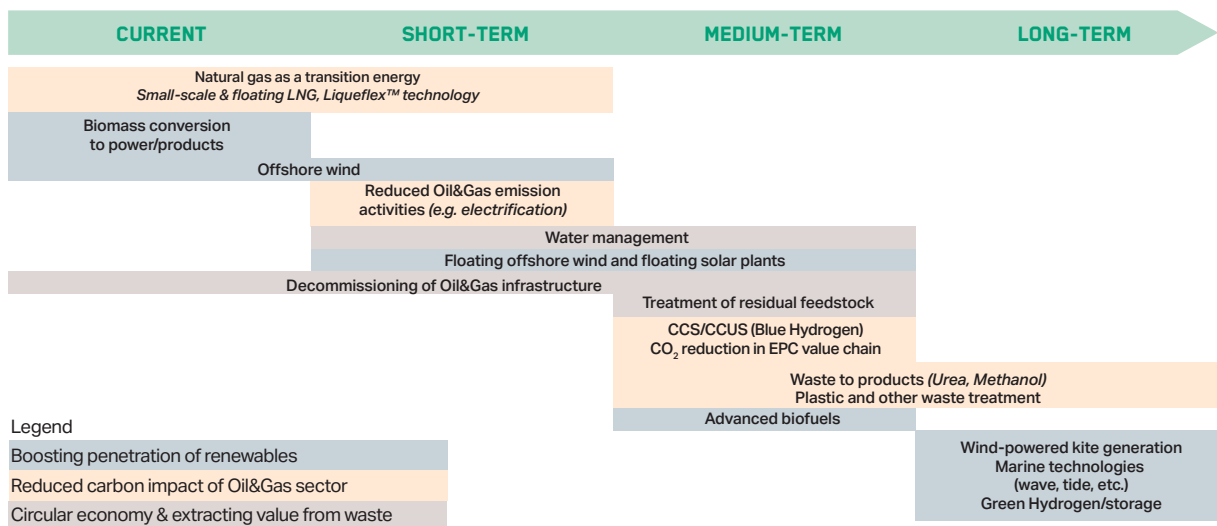 CURRENT
SHORT-TERM
MEDIUM-TERM
LONG-TERM
Natural gas as a transition energy
Small-scale & floating LNG, Liqueflex™ technology
Biomass conversion
to power/products
Offshore wind
Reduced Oil&Gas emission
activities (e.g. electrification)
Water management
Floating offshore wind and floating solar plants
Decommissioning of Oil&Gas infrastructure
Treatment of residual feedstock
CCS/CCUS (Blue Hydrogen)
CO2 reduction in EPC value chain
Waste to products (Urea, Methanol)
Plastic and other waste treatment
Advanced biofuels
Wind-powered kite generation
Marine technologies
(wave, tide, etc.)
Green Hydrogen/storage
Legend
Boosting penetration of renewables
Reduced carbon impact of Oil&Gas sector
Circular economy & extracting value from waste